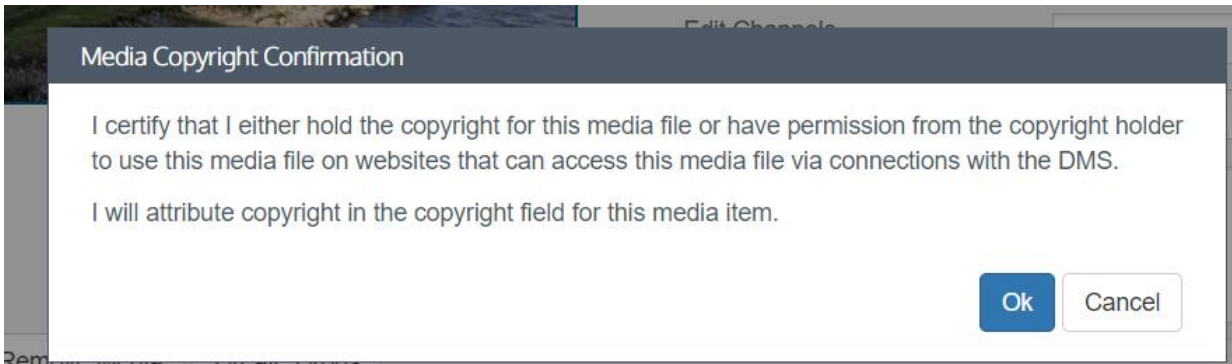 Edit Channels
Media Copyright Confirmation
I certify that I either hold the copyright for this media file or have permission from the copyright holder
to use this media file on websites that can access this media file via connections with the DMS.
I will attribute copyright in the copyright field for this media item.
Ok
Cancel